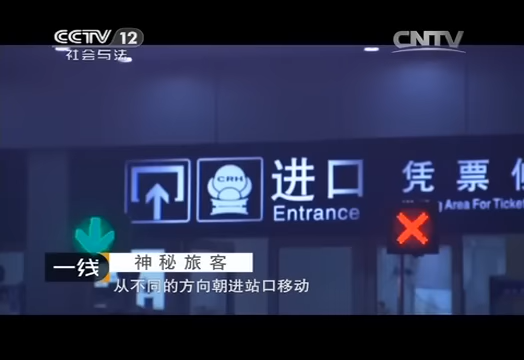 CCTV 12
社会与法
CNTV
CRH
进口
Entrance
凭 票
Area For Ticket
一线
神秘旅客
从不同的方向朝进站口移动